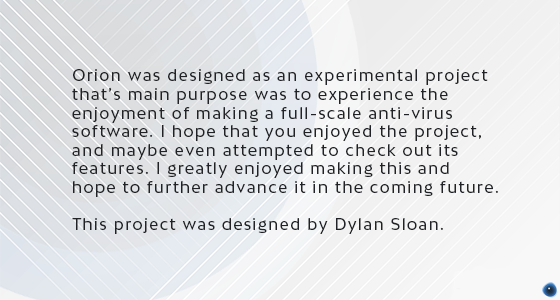 Orion was designed as an experimental project
that's main purpose was to experience the
enjoyment of making a full-scale anti-virus
software. I hope that you enjoyed the project,
and maybe even attempted to check out its
features. I greatly enjoyed making this and
hope to further advance it in the coming future.
This project was designed by Dylan Sloan.